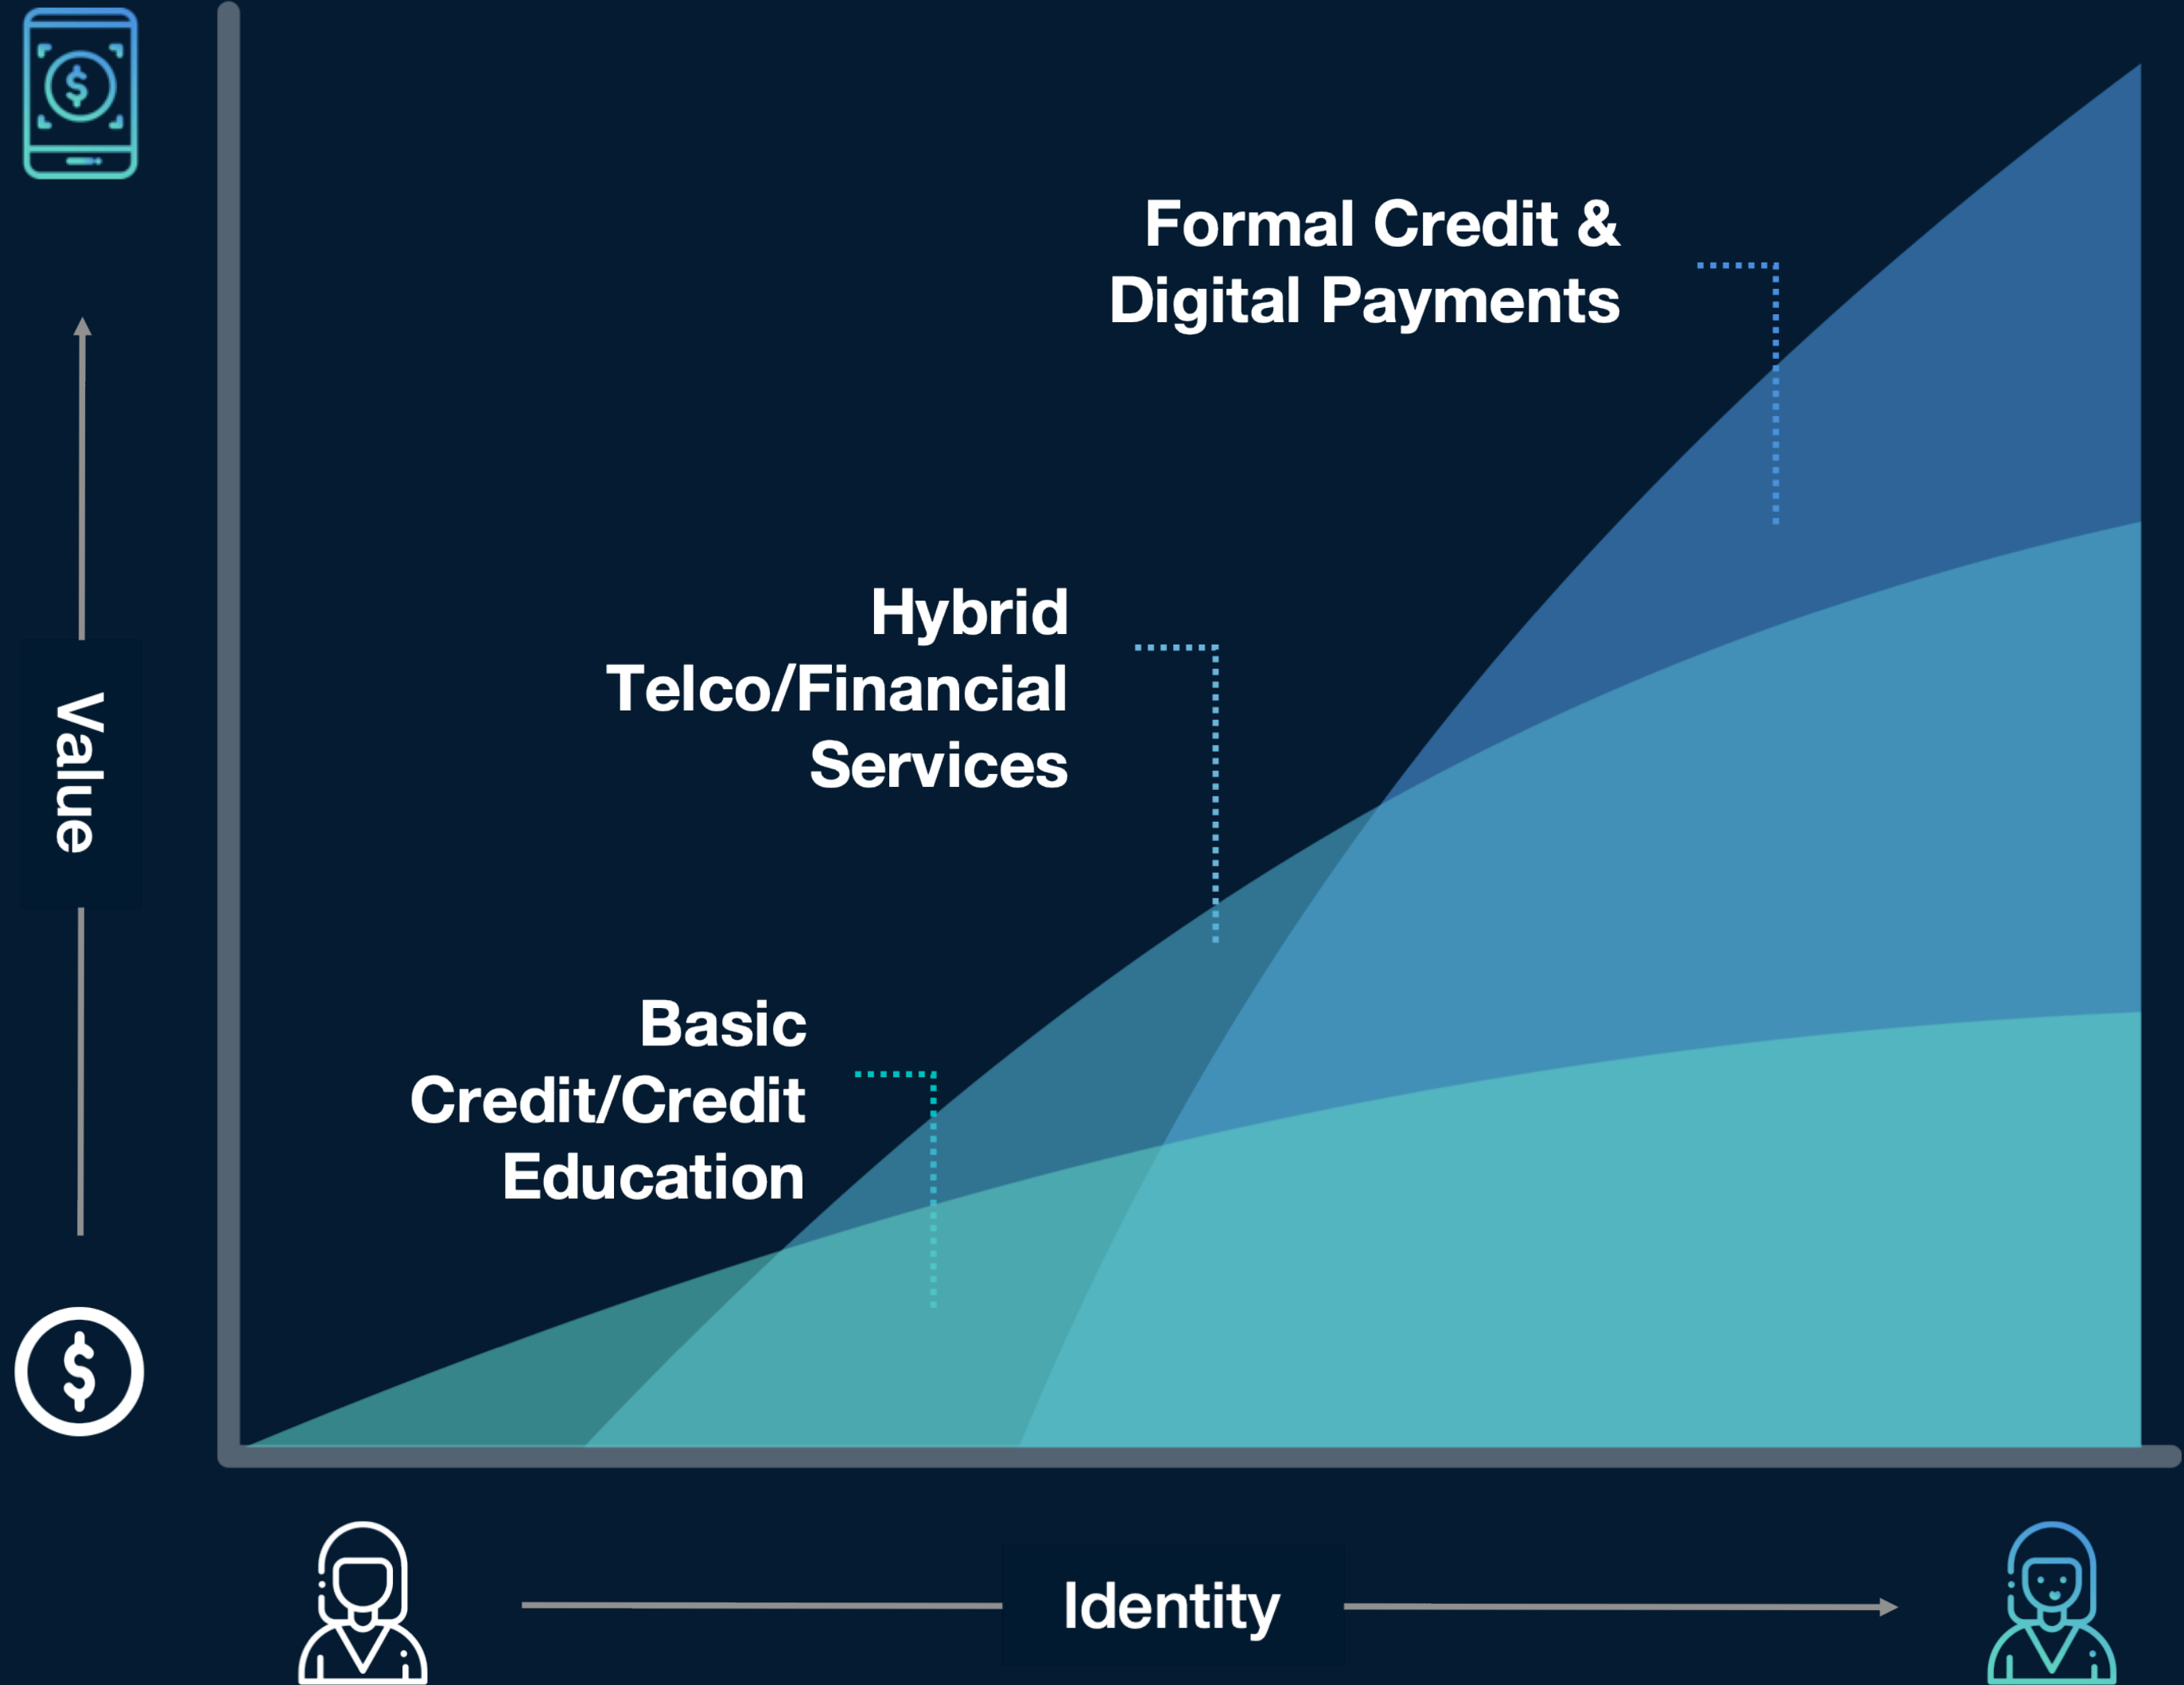 Formal Credit &
Digital Payments
Hybrid
Telco/Financial
Services
Value
Basic
Credit/Credit
Education
Identity